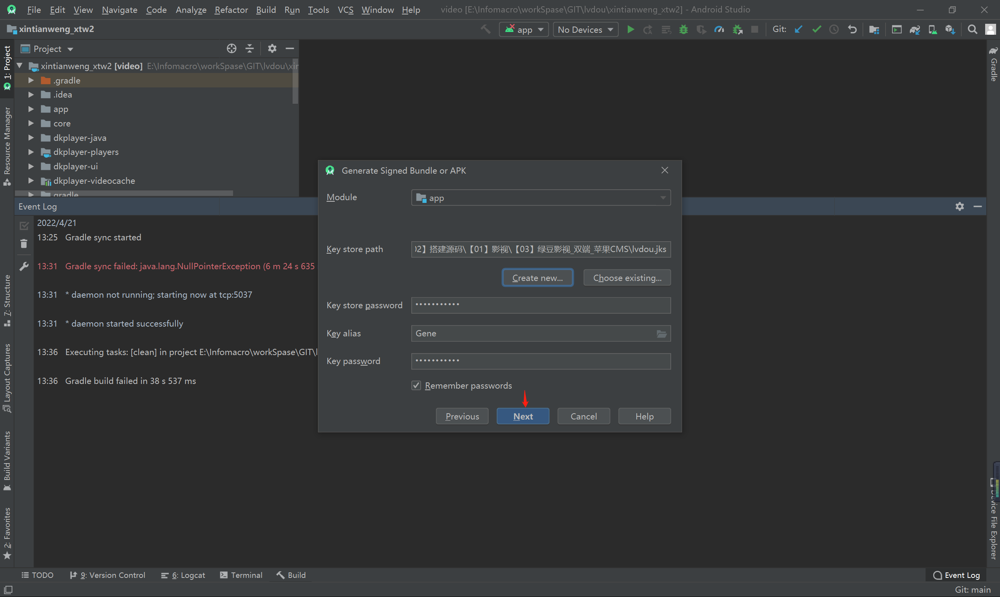 File Edit View Navigate Code Analyze Refactor Build Run Tools VCS Window Help video [E:\Infomacro\workSpase\GIT\lvdou\xintianweng_xtw2] - Android Studio
xintianweng_xtw2
app
No Devices
Git:
1: Project
Resource Manager
7: Structure
Layout Captures
Build Variants
2: Favorites
Project
xintianweng_xtw2 [video] E:\Infomacro\workSpase\GIT\lvdou\xin
.gradle
.idea
app
core
dkplayer-java
dkplayer-players
dkplayer-ui
dkplayer-videocache
gradle
Event Log
2022/4/21
13:25 Gradle sync started
13:31 Gradle sync failed: java.lang.NullPointerException (6 m 24 s 635
13:31 * daemon not running; starting now at tcp:5037
13:31 * daemon started successfully
13:36 Executing tasks: [clean] in project E:\Infomacro\workSpase\GIT\l
13:36 Gradle build failed in 38 s 537 ms
Generate Signed Bundle or APK
Module
app
Key store path
02】搭建源码\【01】影视\【03】绿豆影视_双端_苹果CMS\lvdou.jks
Create new...
Choose existing...
Key store password
Key alias
Gene
Key password
Remember passwords
Previous
Next
Cancel
Help
Gradle
Device File Explorer
TODO
9: Version Control
6: Logcat
Terminal
Build
Event Log
Git: main